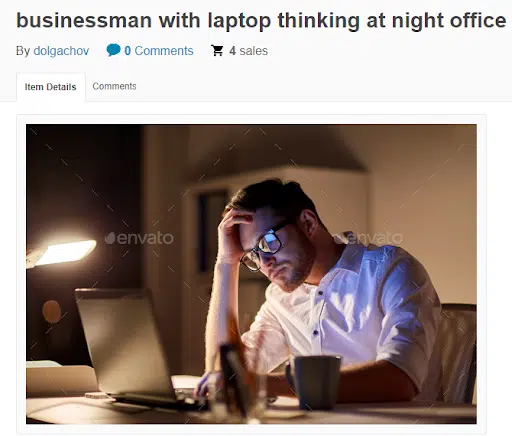 businessman with laptop thinking at night office
By dolgachov 0 Comments 4 sales
Item Details Comments
envato envato